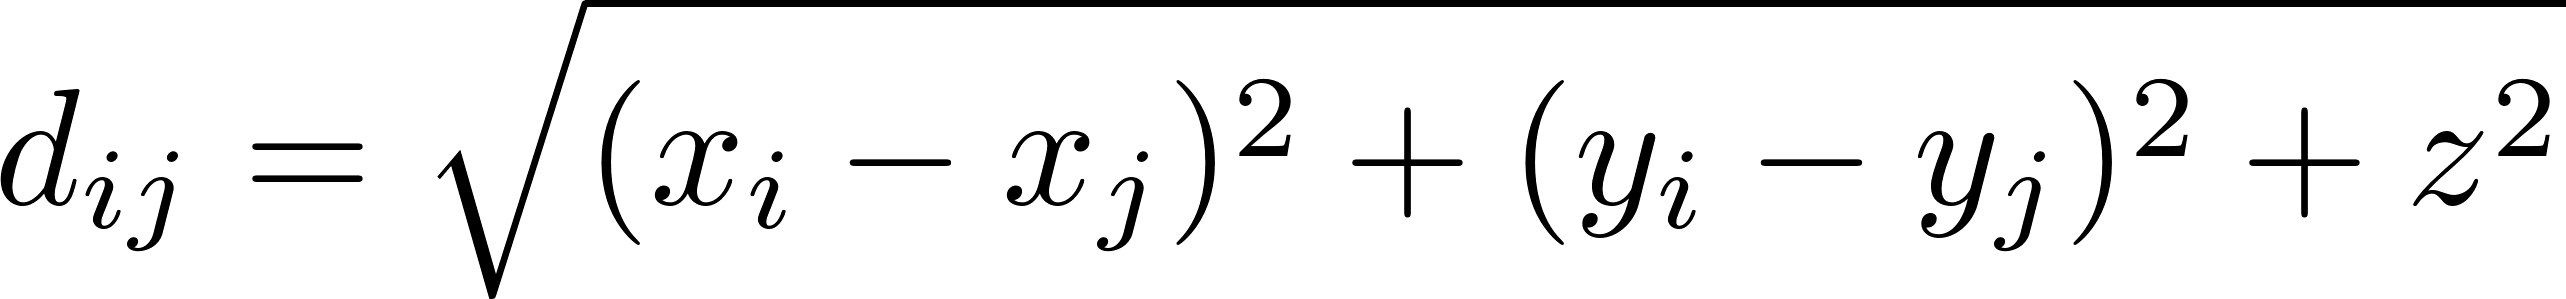 d_{ij} = \sqrt{(x_i - x_j)^2 + (y_i - y_j)^2 + z^2}